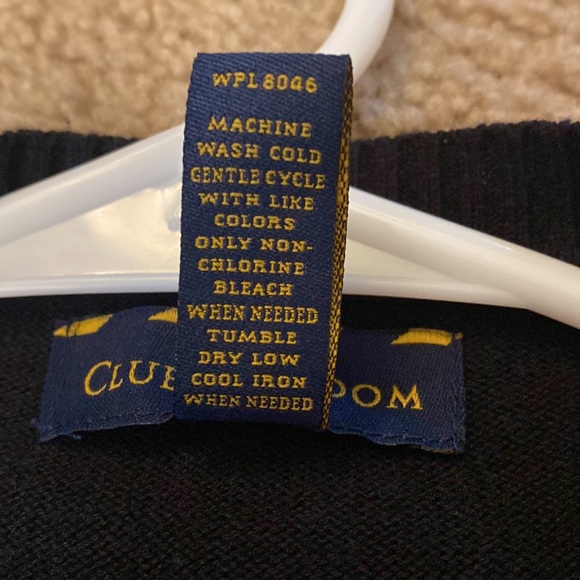 WPL8046
MACHINE
WASH COLD
GENTLE CYCLE
WITH LIKE
COLORS
ONLY NON-
CHLORINE
BLEACH
WHEN NEEDED
TUMBLE
DRY LOW
COOL IRON
WHEN NEEDED